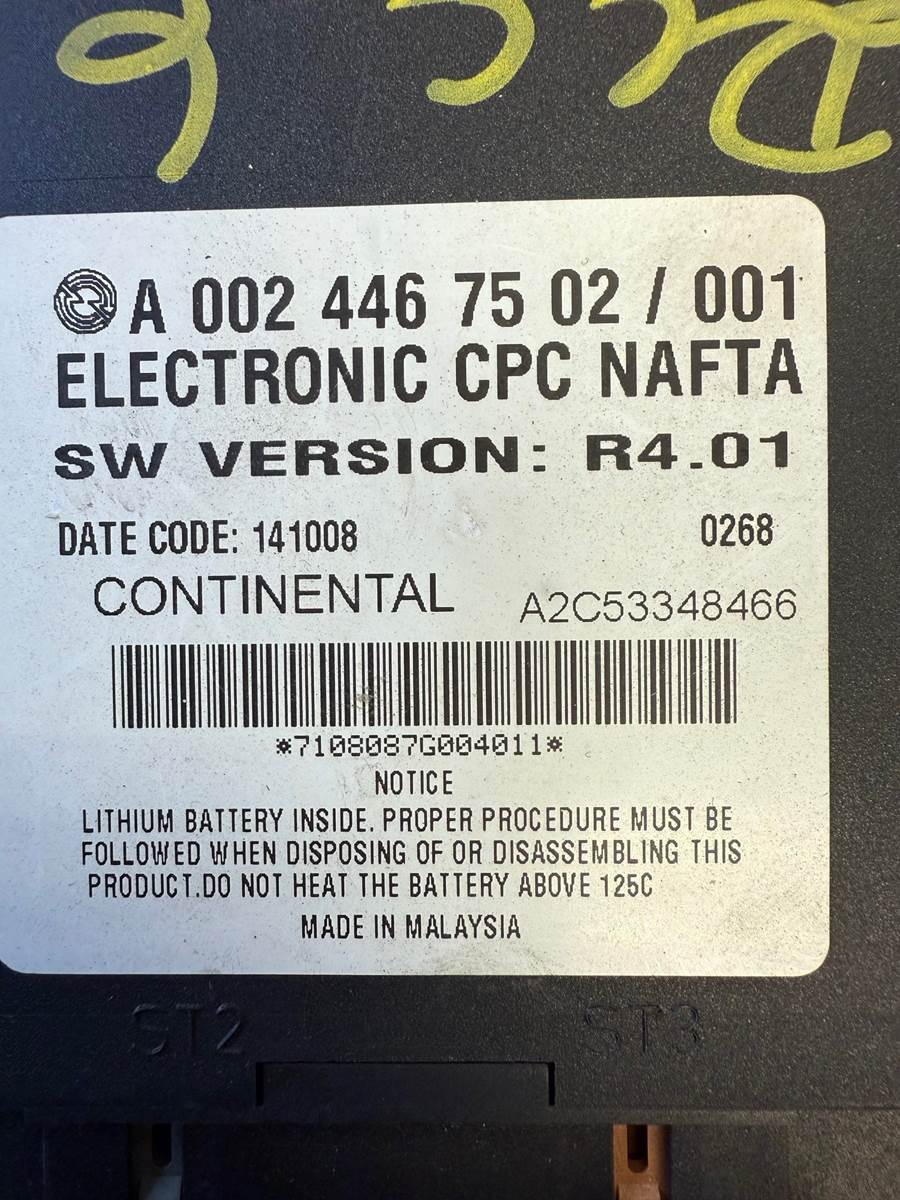 A 002 446 75 02 / 001
ELECTRONIC CPC NAFTA
SW VERSION: R4.01
DATE CODE: 141008 0268
CONTINENTAL A2C53348466
*7108087G004011*
NOTICE
LITHIUM BATTERY INSIDE. PROPER PROCEDURE MUST BE
FOLLOWED WHEN DISPOSING OF OR DISASSEMBLING THIS
PRODUCT.DO NOT HEAT THE BATTERY ABOVE 125C
MADE IN MALAYSIA
ST2 ST3